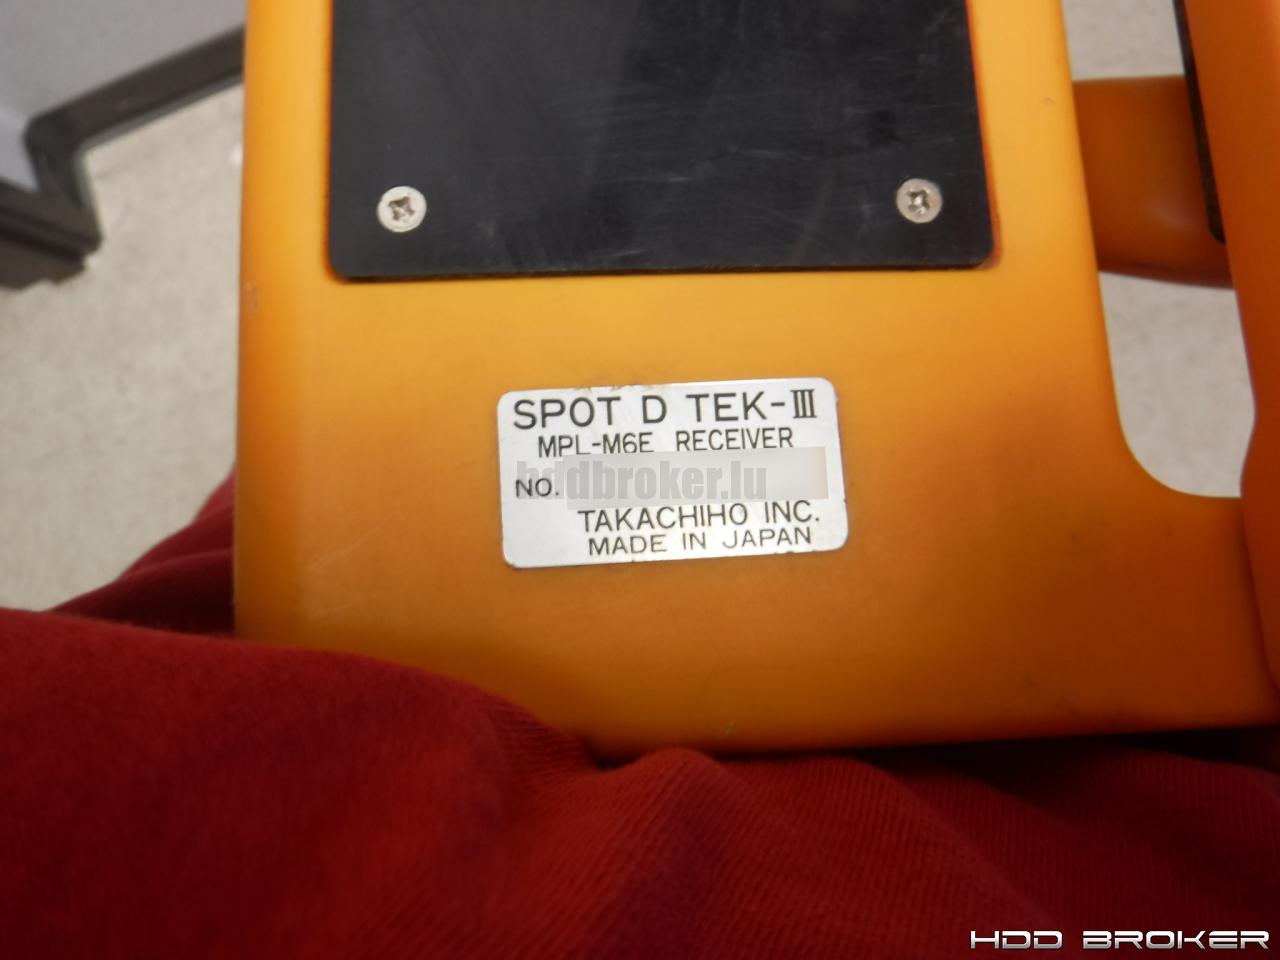 SPOT D TEK-III
MPL-M6E RECEIVER
hddbroker.lu
NO.
TAKACHIHO INC.
MADE IN JAPAN
HDD BROKER